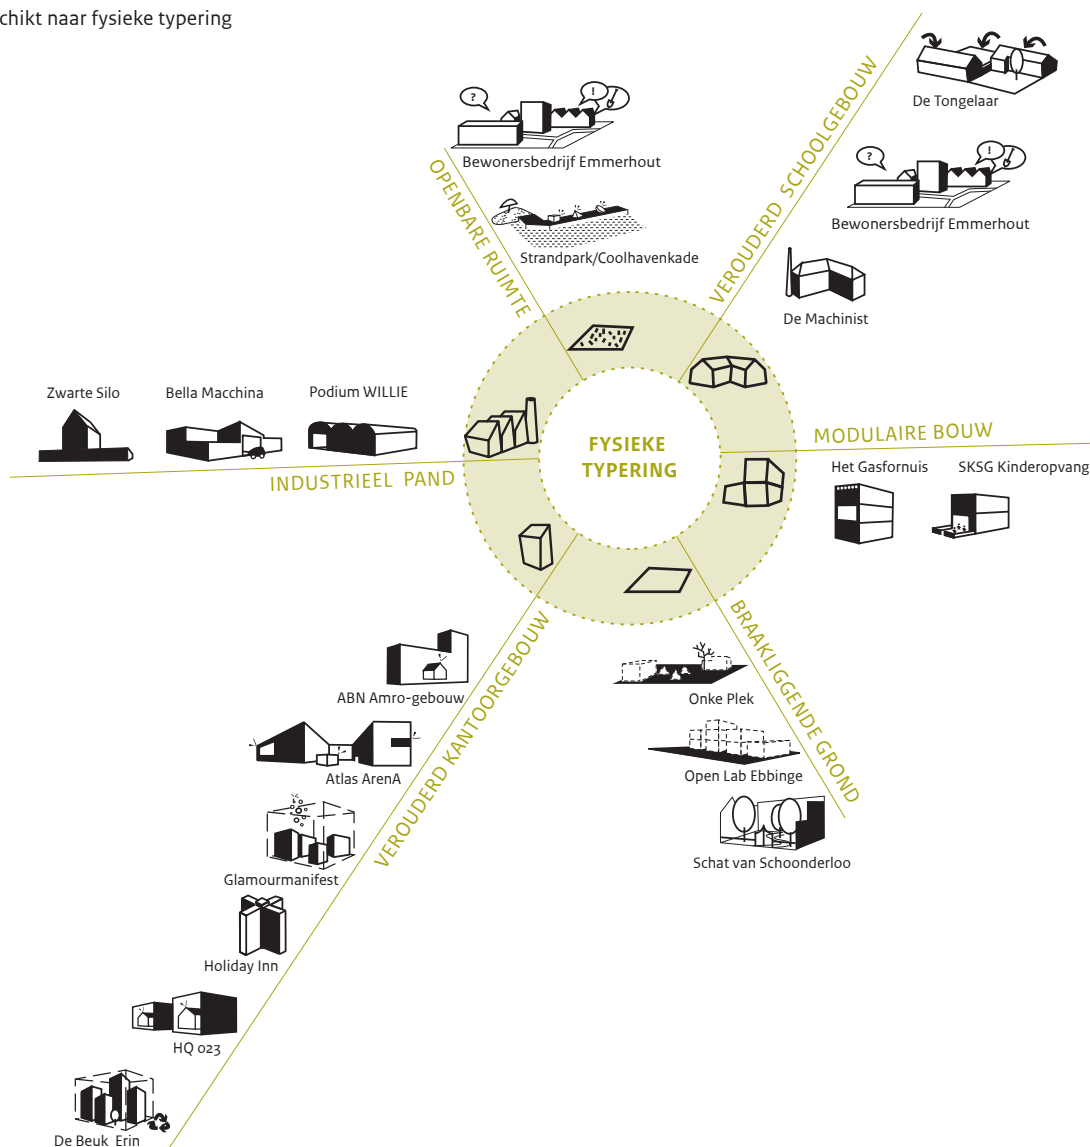 chikt naar fysieke typering
De Tongelaar
?
!
Bewonersbedrijf Emmerhout
OPENBARE RUIMTE
Strandpark/Coolhavenkade
VEROUDERD SCHOOLGEBOUW
?
!
Bewonersbedrijf Emmerhout
De Machinist
Zwarte Silo
Bella Macchina
Podium WILLIE
INDUSTRIEEL PAND
FYSIEKE
TYPERING
MODULAIRE BOUW
Het Gasfornuis
SKSG Kinderopvang
VEROUDERD KANTOORGEBOUW
ABN Amro-gebouw
Atlas ArenA
Glamourmanifest
Holiday Inn
HQ 023
De Beuk Erin
BRAAKLIGGENDE GROND
Onke Plek
Open Lab Ebbinge
Schat van Schoonderloo